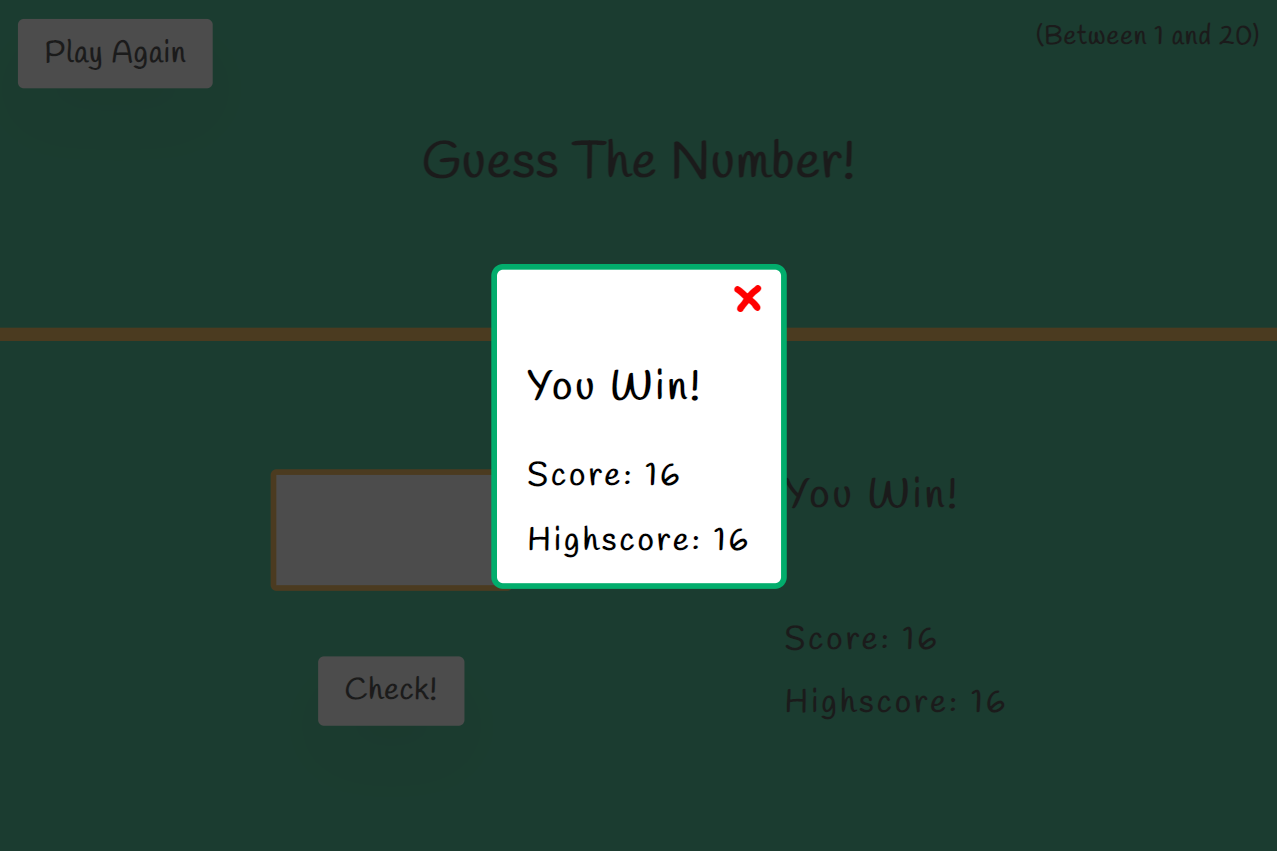 Play Again
(Between 1 and 20)
Guess The Number!
You Win!
Score: 16
Highscore: 16
You Win!
Score: 16
Highscore: 16
Check!